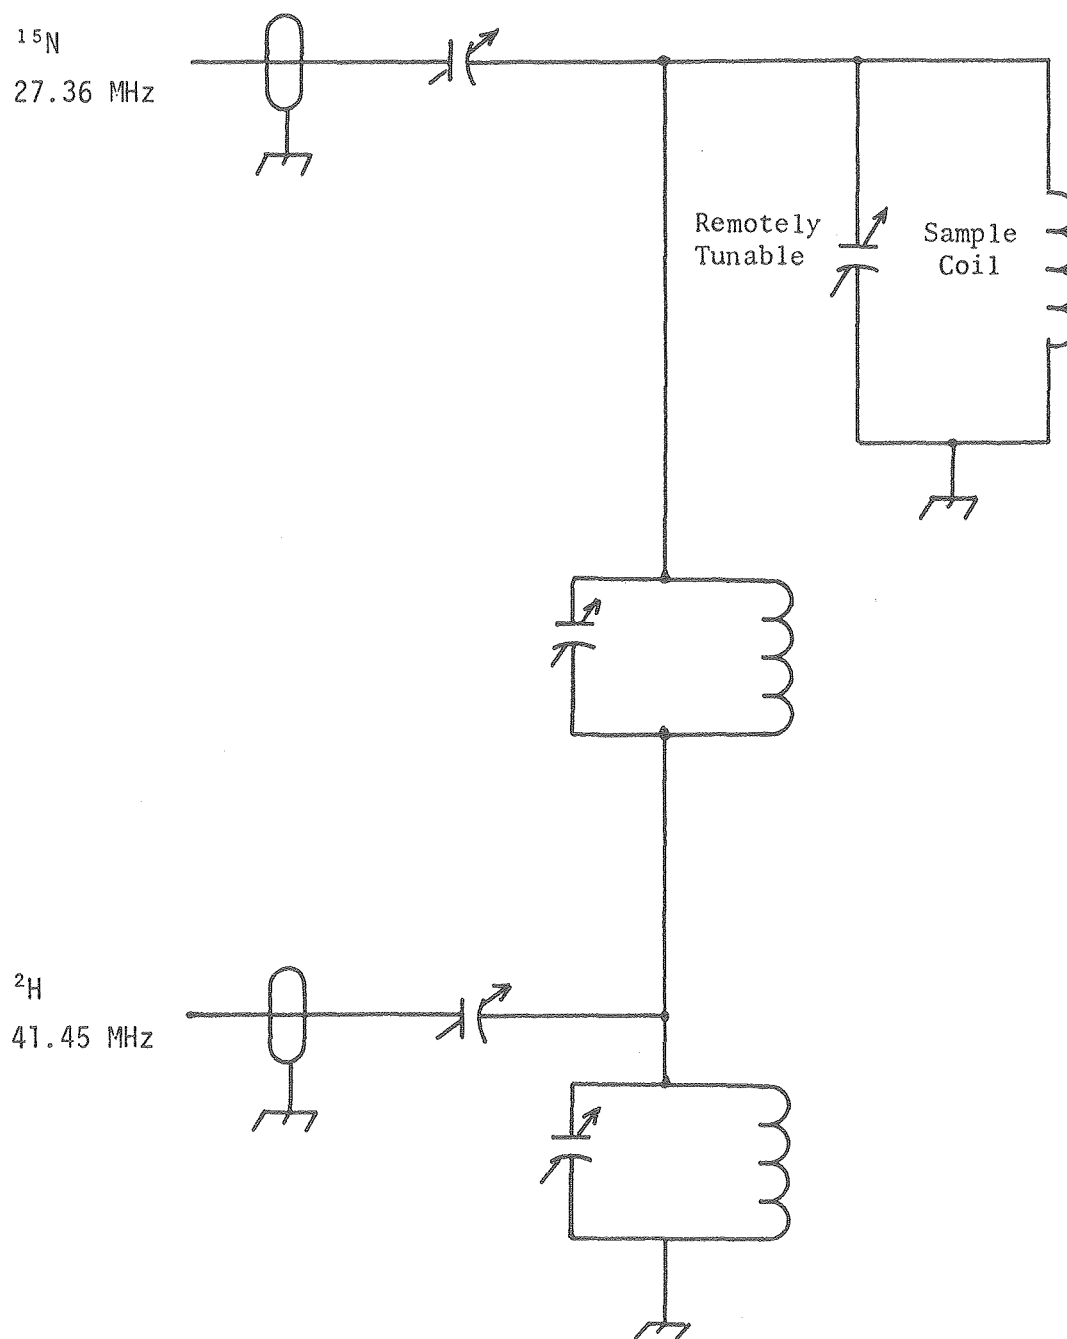 ¹⁵N
27.36 MHz
Remotely
Tunable
Sample
Coil
²H
41.45 MHz